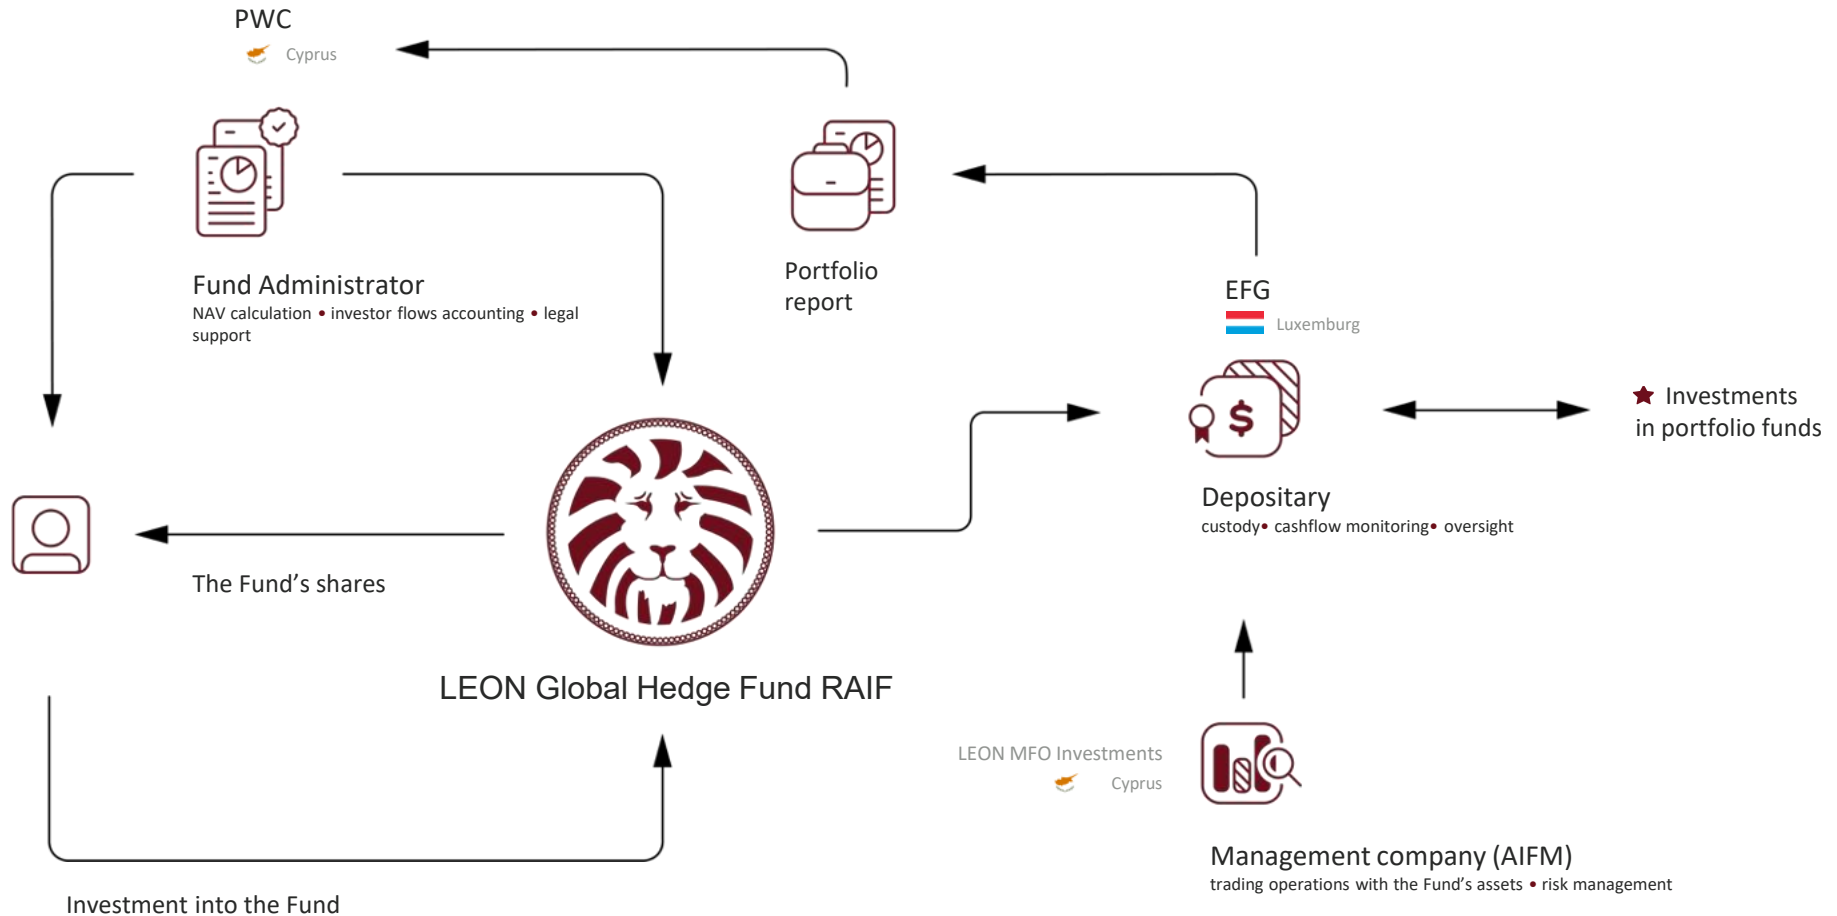 PWC
Cyprus
Fund Administrator
NAV calculation • investor flows accounting • legal
support
Portfolio
report
EFG
Luxemburg
★ Investments
in portfolio funds
Depositary
custody• cashflow monitoring• oversight
The Fund’s shares
LEON Global Hedge Fund RAIF
LEON MFO Investments
Cyprus
Management company (AIFM)
trading operations with the Fund’s assets • risk management
Investment into the Fund
$